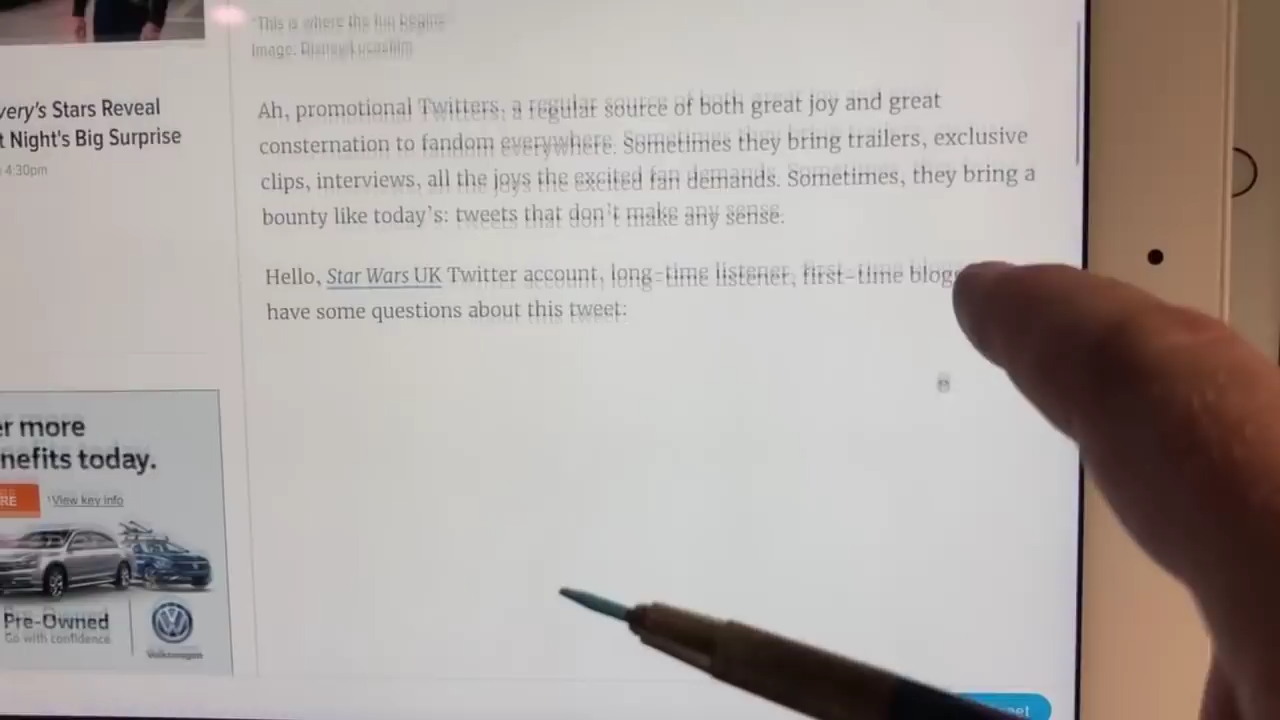 "This is where the fun begins
Image: Disney/Lucasfilm
very's Stars Reveal
t Night's Big Surprise
4:30pm
Ah, promotional Twitters, a regular source of both great joy and great
consternation to fandom everywhere. Sometimes they bring trailers, exclusive
clips, interviews, all the joys the excited fan demands. Sometimes, they bring a
bounty like today's: tweets that don't make any sense.
Hello, Star Wars UK Twitter account, long-time listener, first-time blogg
have some questions about this tweet:
er more
nefits today.
RE
¹View key info
Pre-Owned
Go with confidence
Volkswagen
eet